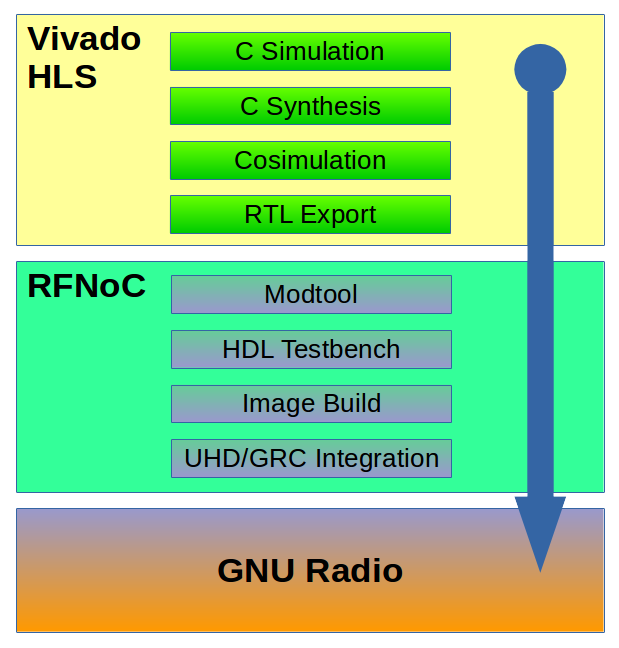 Vivado
HLS
C Simulation
C Synthesis
Cosimulation
RTL Export
RFNoC
Modtool
HDL Testbench
Image Build
UHD/GRC Integration
GNU Radio